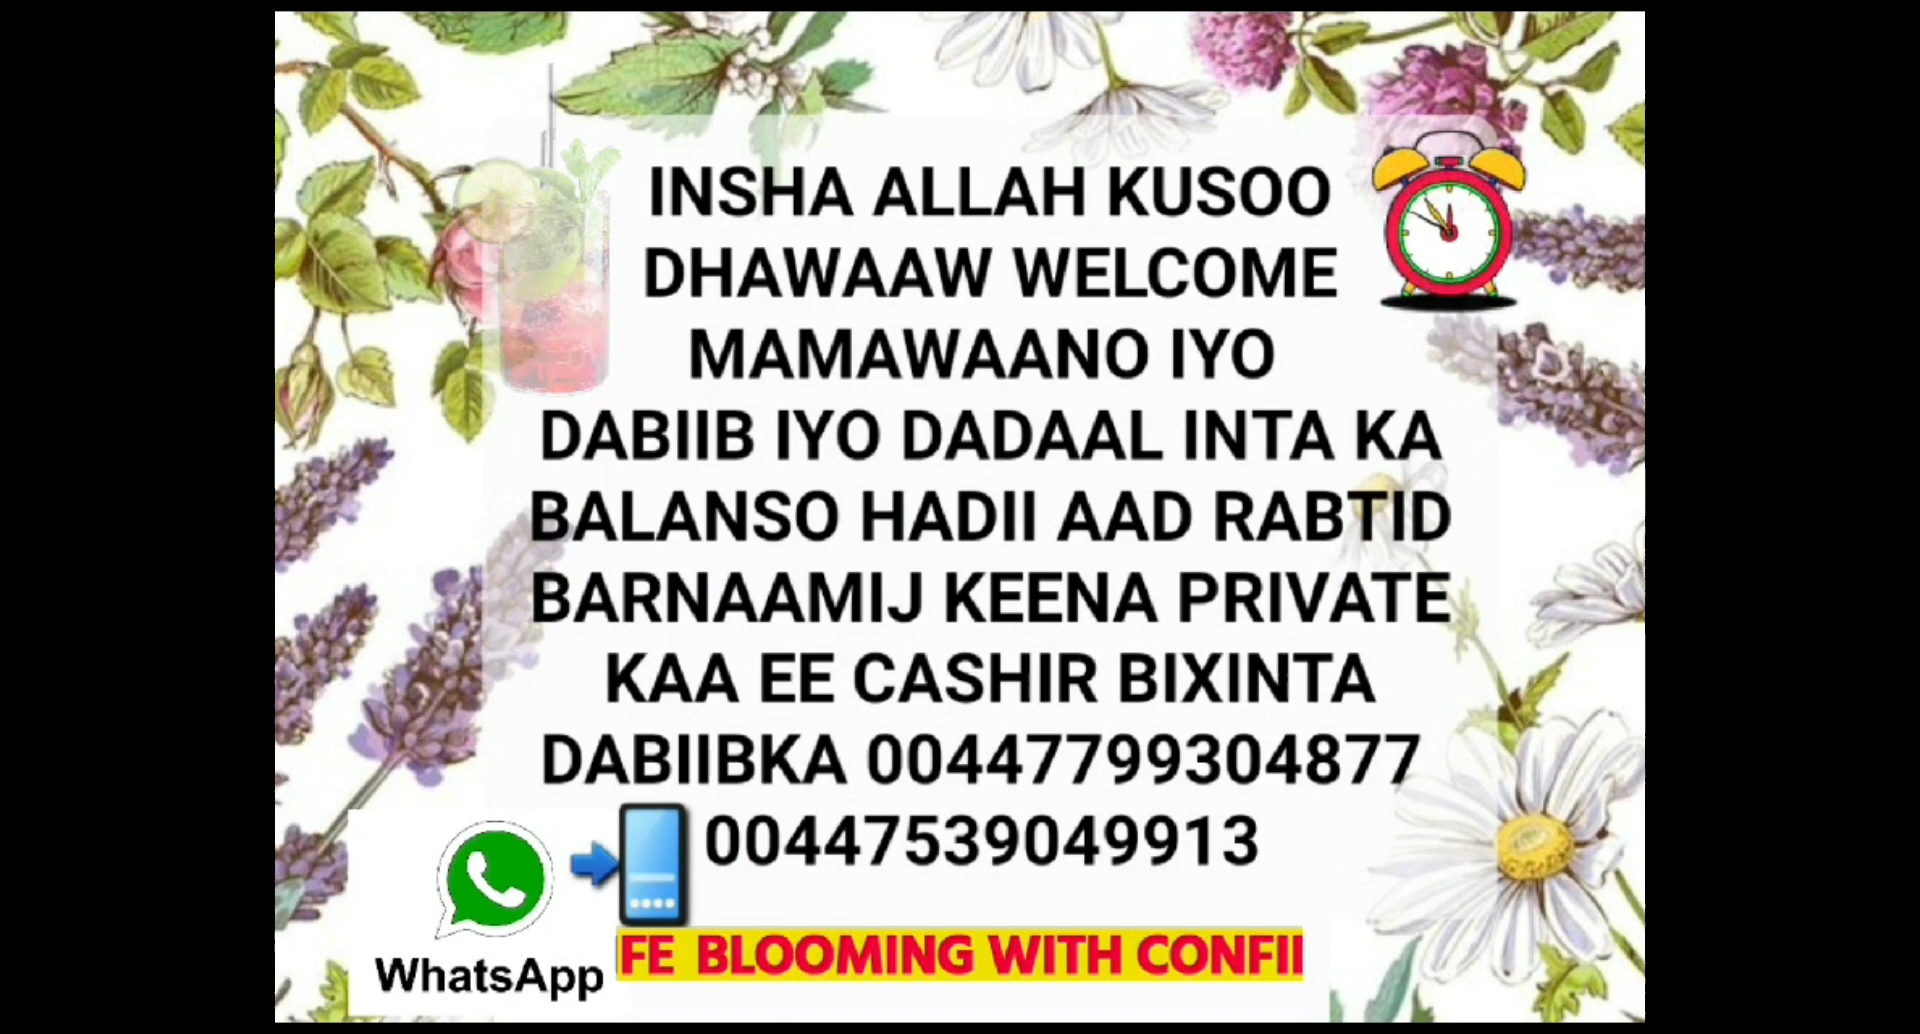 INSHA ALLAH KUSOO
DHAWAAW WELCOME
MAMAWAANO IYO
DABIIB IYO DADAAL INTA KA
BALANSO HADII AAD RABTID
BARNAAMIJ KEENA PRIVATE
KAA EE CASHIR BIXINTA
DABIIBKA 00447799304877
00447539049913
WhatsApp
FE BLOOMING WITH CONFI